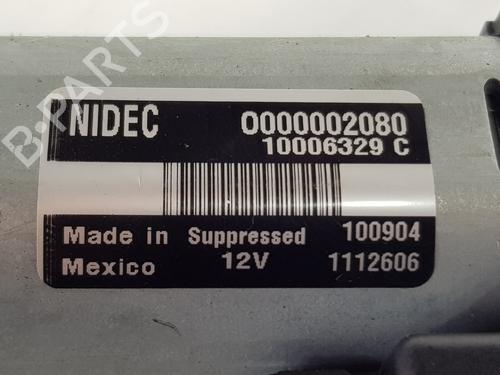 NIDEC 0000002080
10006329 C
Made in Suppressed 100904
Mexico 12V 1112606
B-PARTS